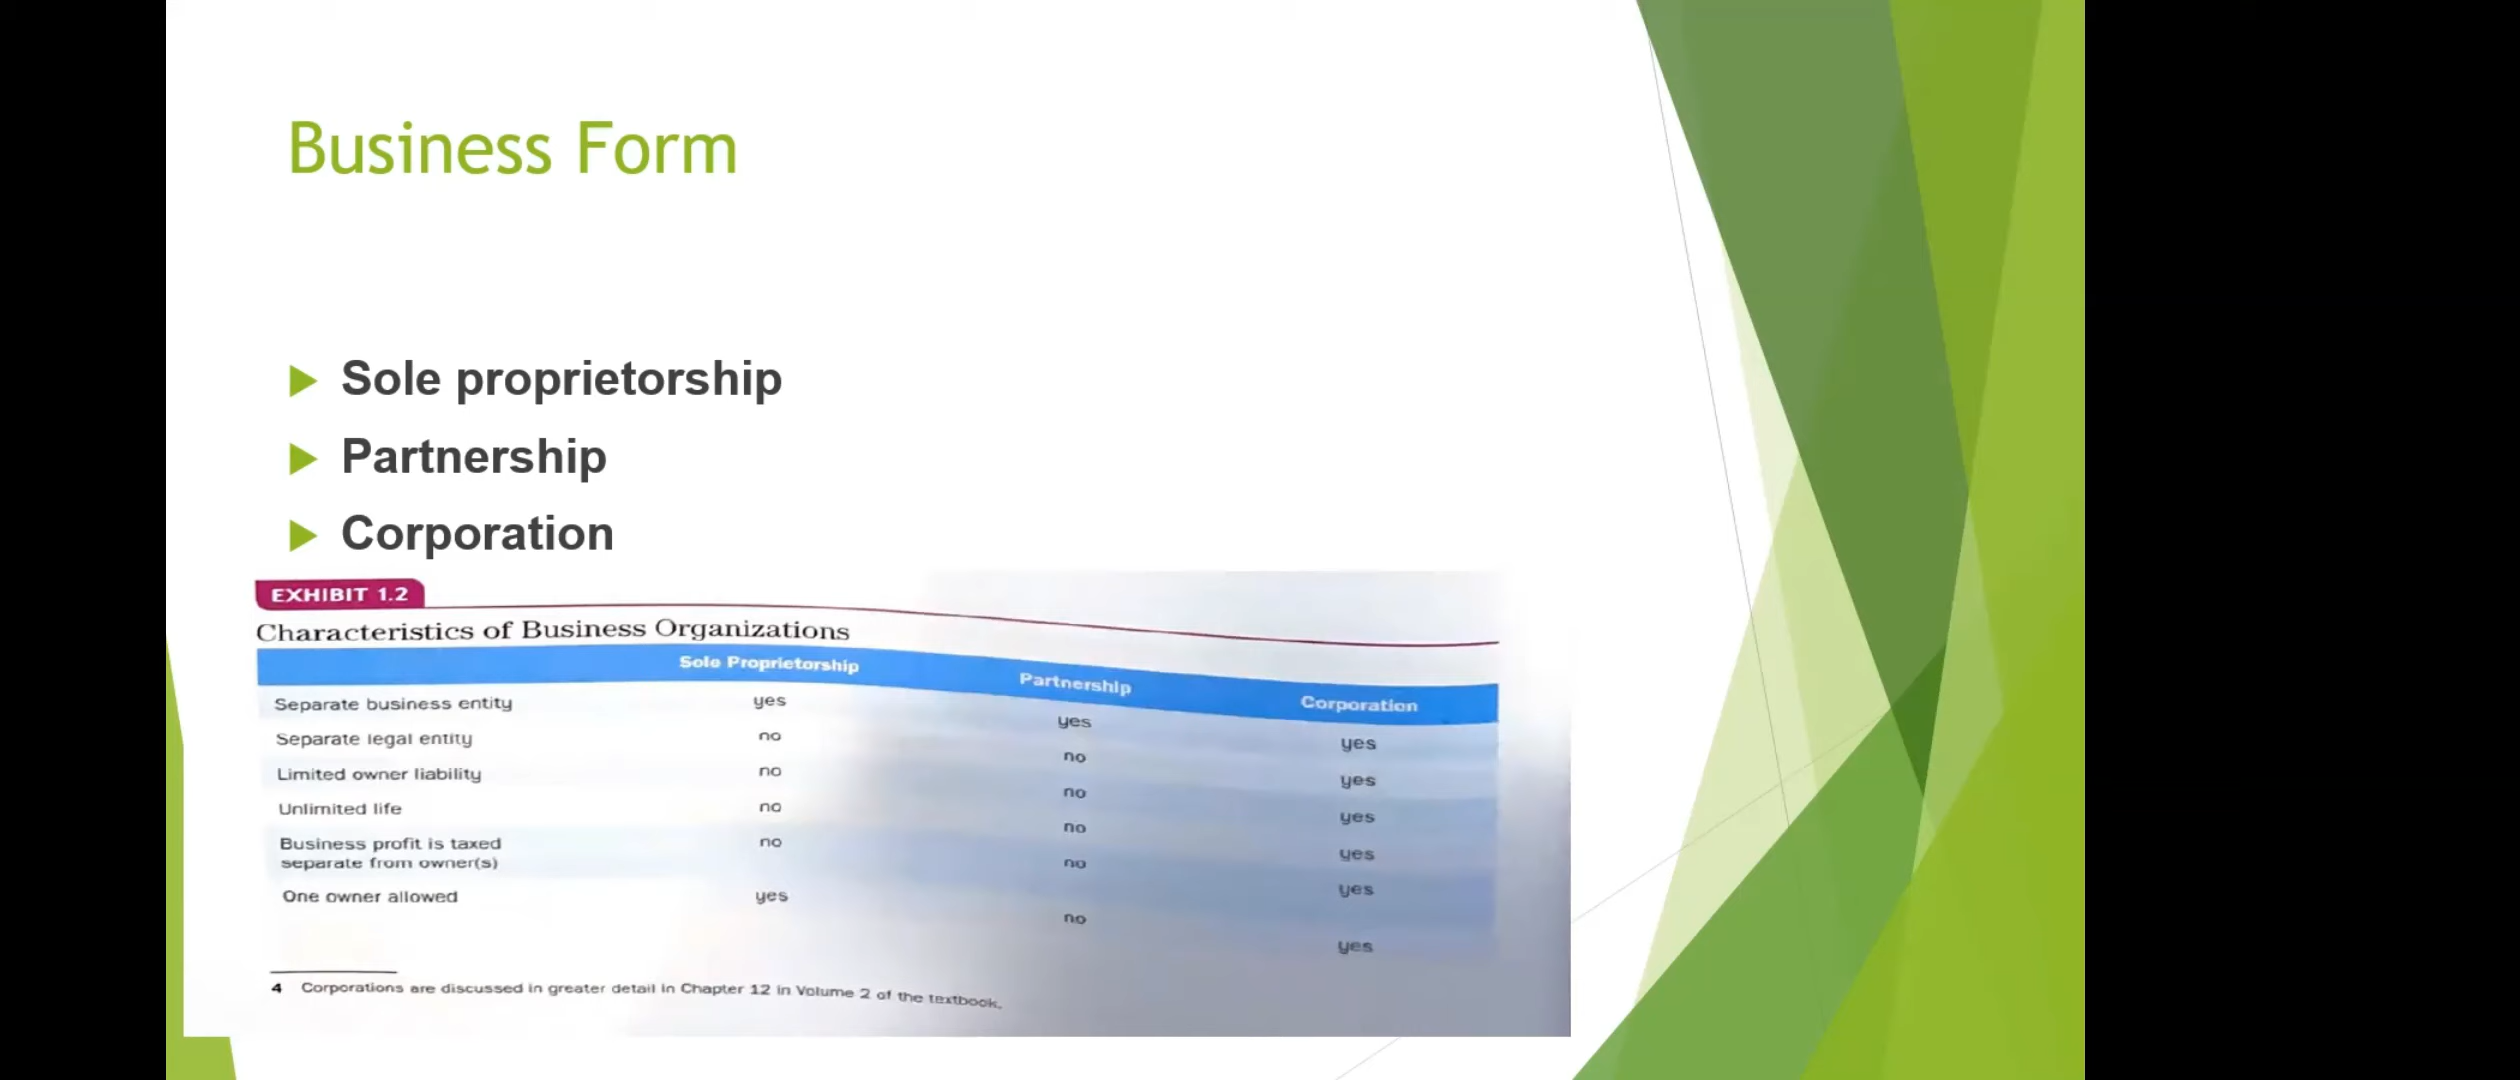 Business Form
Sole proprietorship
Partnership
Corporation
EXHIBIT 1.2
Characteristics of Business Organizations
Sole Proprietorship Partnership Corporation
Separate business entity yes yes yes
Separate legal entity no no yes
Limited owner liability no no yes
Unlimited life no no yes
Business profit is taxed
separate from owner(s) no no yes
One owner allowed yes no yes
4 Corporations are discussed in greater detail in Chapter 12 in Volume 2 of the textbook.